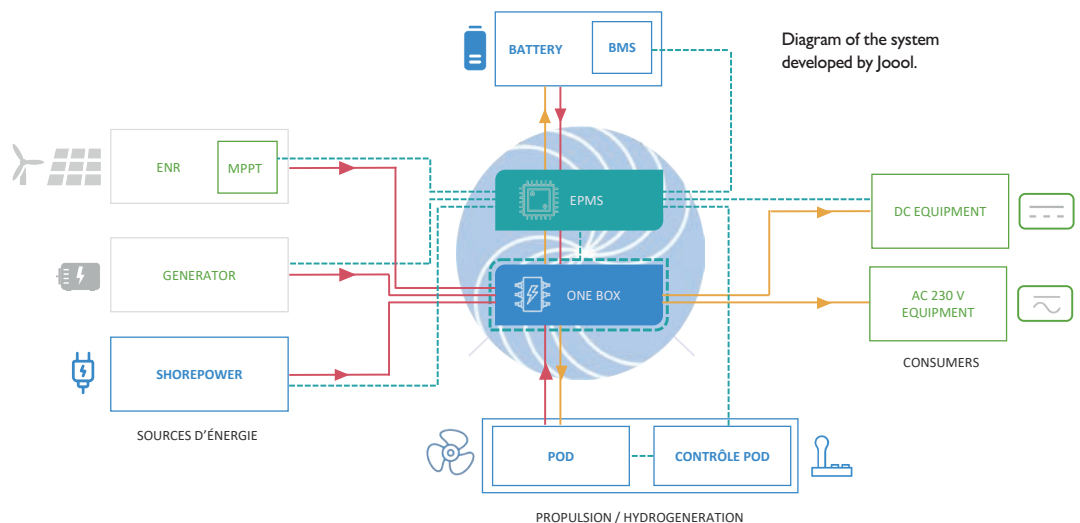 BATTERY
BMS
Diagram of the system
developed by Joool.
ENR
MPPT
EPMS
DC EQUIPMENT
GENERATOR
ONE BOX
AC 230 V
EQUIPMENT
SHOREPOWER
CONSUMERS
SOURCES D’ÉNERGIE
POD
CONTRÔLE POD
PROPULSION / HYDROGENERATION